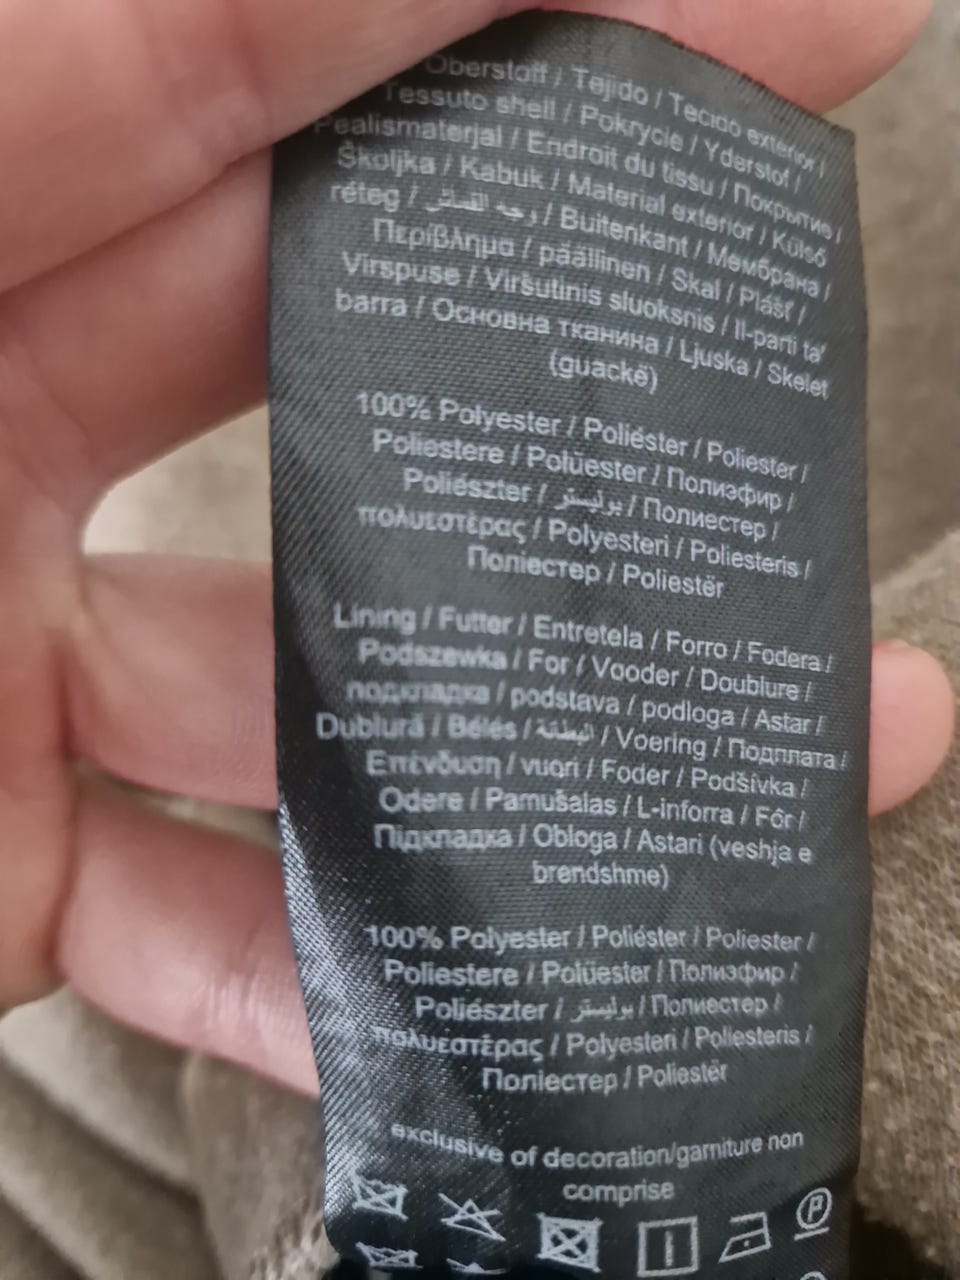 Oberstoff / Tejido / Tecido exterior /
Tessuto shell / Pokrycie / Yderstof /
Pealismaterjal / Endroit du tissu / Покрытие /
Školjka / Kabuk / Material exterior / Külső
réteg / وجه القماش / Buitenkant / Мембрана /
Περίβλημα / päällinen / Skal / Plášť /
Virspuse / Viršutinis sluoksnis / Il-parti ta'
barra / Основна тканина / Ljuska / Skelet
(guackë)
100% Polyester / Poliéster / Poliester /
Poliestere / Polüester / Полиэфир /
Poliészter / بوليستر / Полиестер /
πολυεστέρας / Polyesteri / Poliesteris /
Поліестер / Poliestër
Lining / Futter / Entretela / Forro / Fodera /
Podszewka / For / Vooder / Doublure /
подкладка / podstava / podloga / Astar /
Dublură / Bélés / البطانة / Voering / Подплата /
Επένδυση / vuori / Foder / Podšívka /
Odere / Pamušalas / L-inforra / Fôr /
Підкладка / Obloga / Astari (veshja e
brendshme)
100% Polyester / Poliéster / Poliester /
Poliestere / Polüester / Полиэфир /
Poliészter / بوليستر / Полиестер /
πολυεστέρας / Polyesteri / Poliesteris /
Поліестер / Poliestër
exclusive of decoration/garniture non
comprise
P